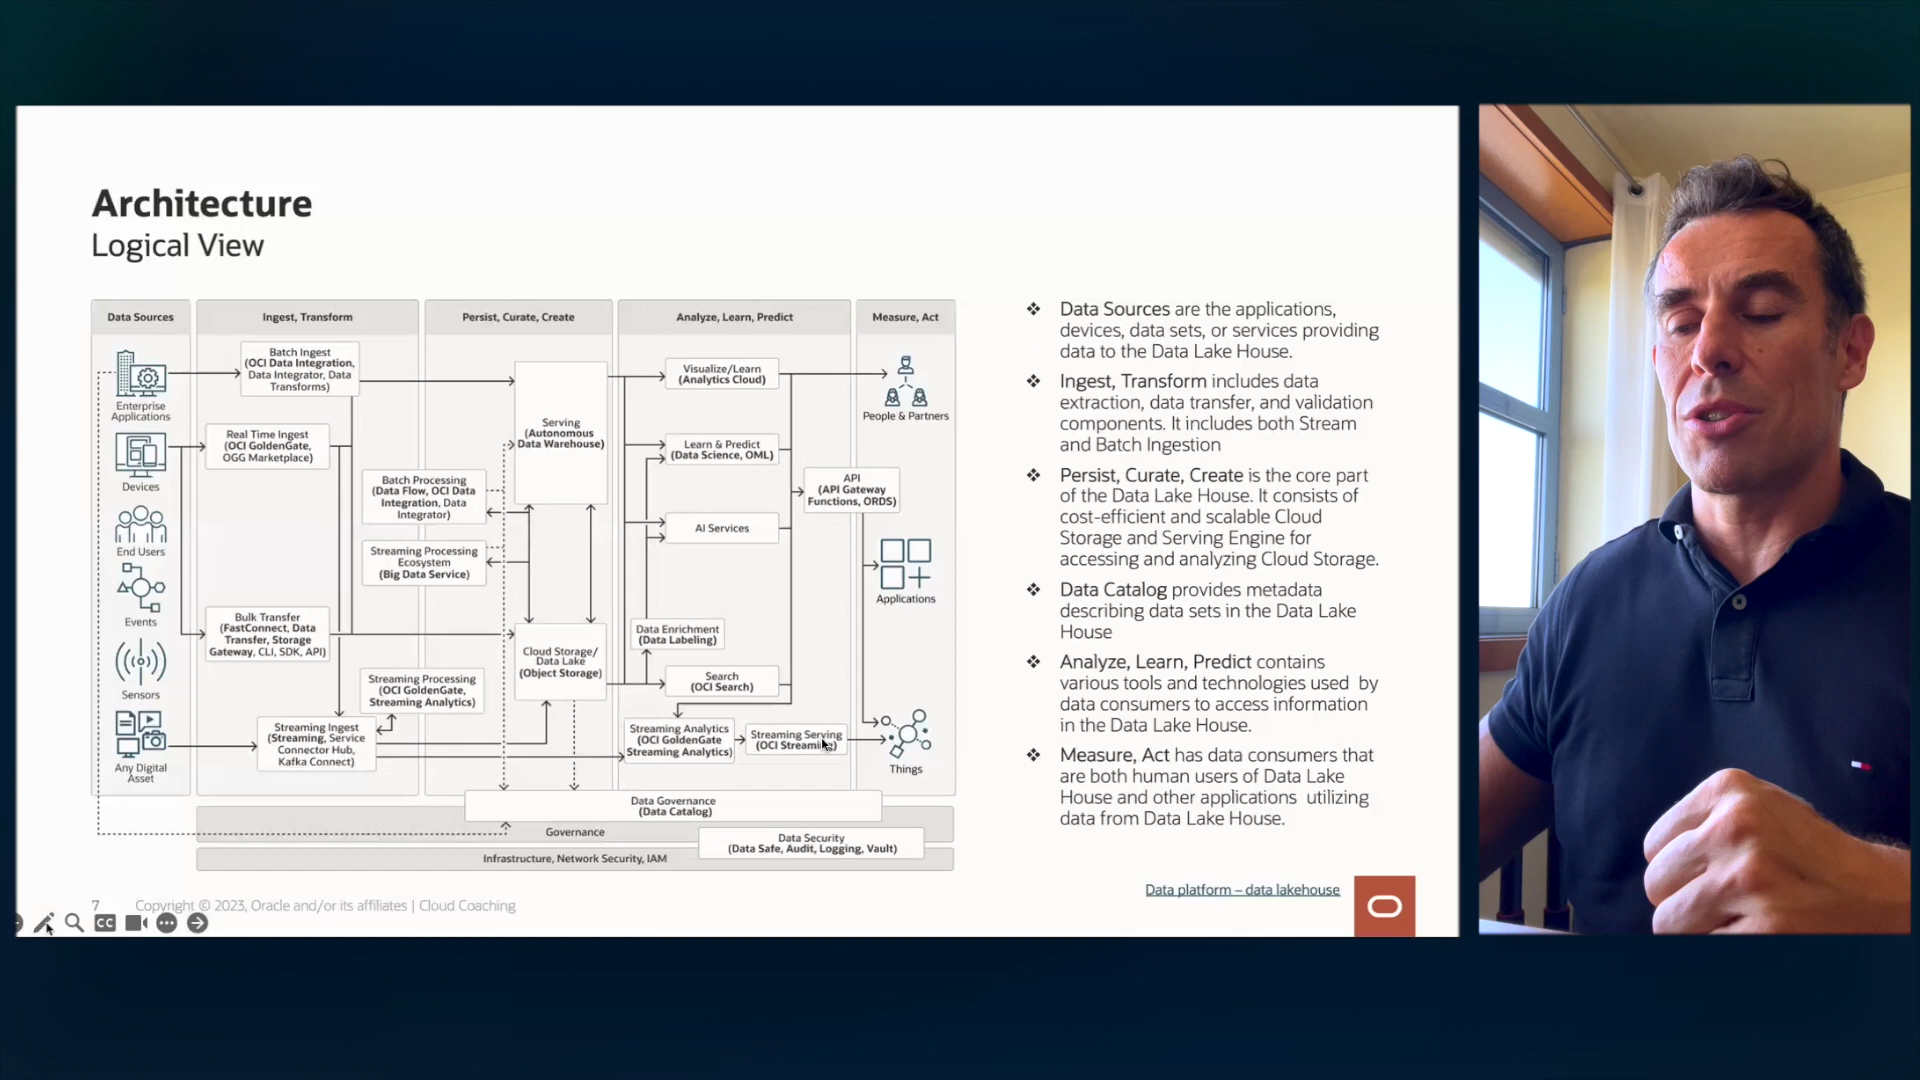 Architecture
Logical View
Data Sources
Ingest, Transform
Persist, Curate, Create
Analyze, Learn, Predict
Measure, Act
Enterprise
Applications
Devices
End Users
Events
Sensors
Any Digital
Asset
Batch Ingest
(OCI Data Integration,
Data Integrator, Data
Transforms)
Real Time Ingest
(OCI GoldenGate,
OGG Marketplace)
Bulk Transfer
(FastConnect, Data
Transfer, Storage
Gateway, CLI, SDK, API)
Streaming Ingest
(Streaming, Service
Connector Hub,
Kafka Connect)
Batch Processing
(Data Flow, OCI Data
Integration, Data
Integrator)
Streaming Processing
Ecosystem
(Big Data Service)
Streaming Processing
(OCI GoldenGate,
Streaming Analytics)
Serving
(Autonomous
Data Warehouse)
Cloud Storage/
Data Lake
(Object Storage)
Visualize/Learn
(Analytics Cloud)
Learn & Predict
(Data Science, OML)
AI Services
Data Enrichment
(Data Labeling)
Search
(OCI Search)
Streaming Analytics
(OCI GoldenGate
Streaming Analytics)
Streaming Serving
(OCI Streaming)
API
(API Gateway
Functions, ORDS)
People & Partners
Applications
Things
Data Governance
(Data Catalog)
Governance
Data Security
(Data Safe, Audit, Logging, Vault)
Infrastructure, Network Security, IAM
❖ Data Sources are the applications,
devices, data sets, or services providing
data to the Data Lake House.
❖ Ingest, Transform includes data
extraction, data transfer, and validation
components. It includes both Stream
and Batch Ingestion
❖ Persist, Curate, Create is the core part
of the Data Lake House. It consists of
cost-efficient and scalable Cloud
Storage and Serving Engine for
accessing and analyzing Cloud Storage.
❖ Data Catalog provides metadata
describing data sets in the Data Lake
House
❖ Analyze, Learn, Predict contains
various tools and technologies used by
data consumers to access information
in the Data Lake House.
❖ Measure, Act has data consumers that
are both human users of Data Lake
House and other applications utilizing
data from Data Lake House.
Data platform – data lakehouse
7 Copyright © 2023, Oracle and/or its affiliates | Cloud Coaching
CC